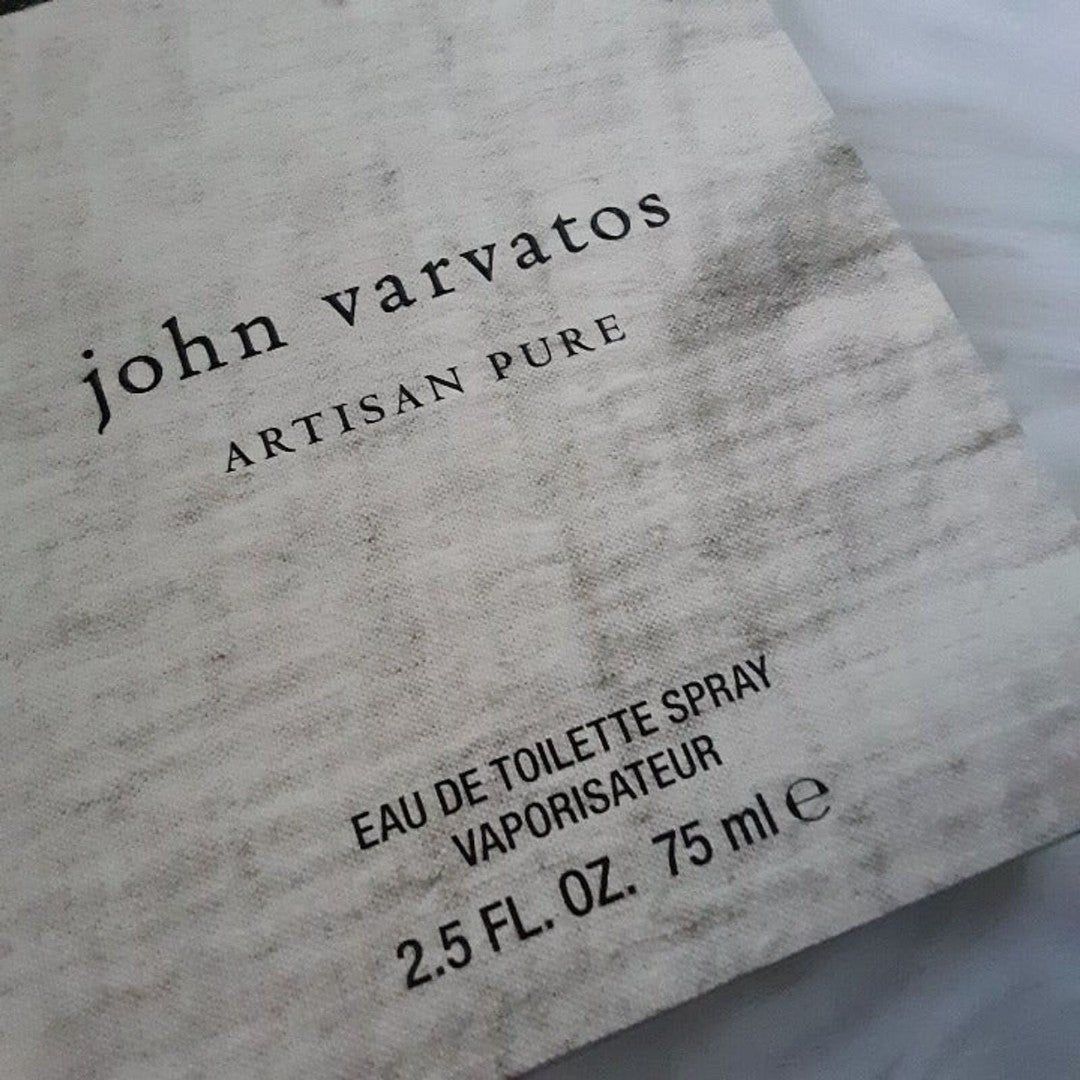 john varvatos
ARTISAN PURE
EAU DE TOILETTE SPRAY
VAPORISATEUR
2.5 FL. OZ. 75 ml ℮